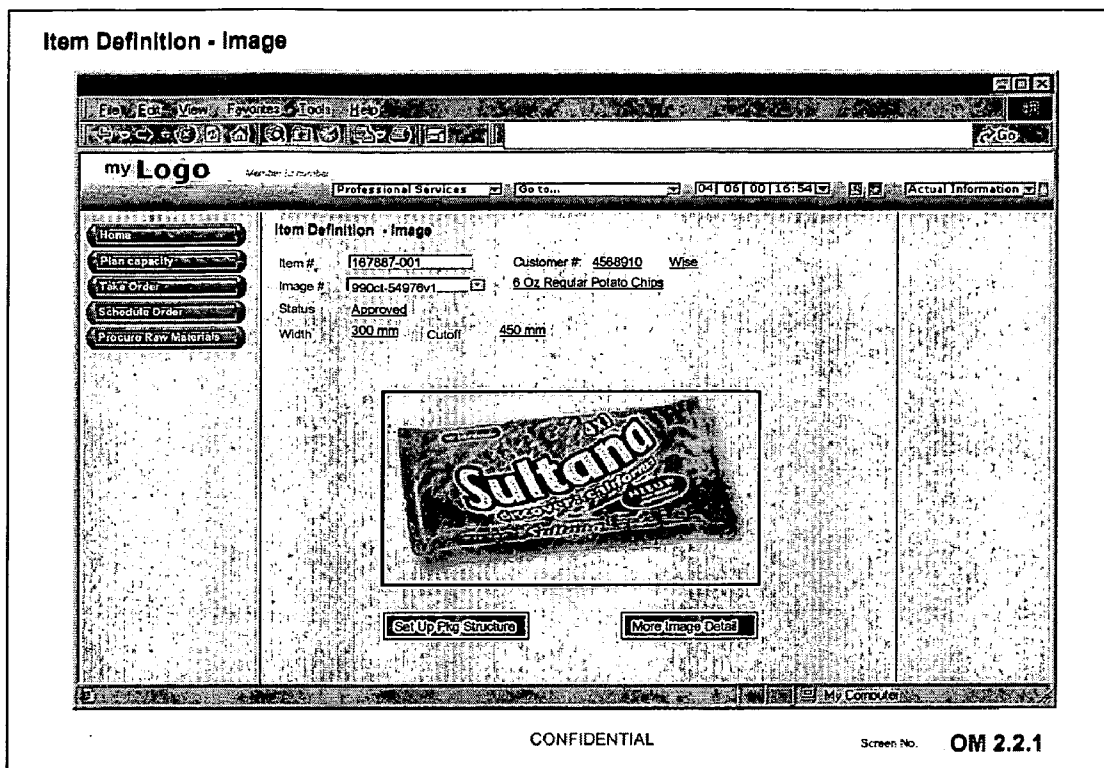 Item Definition - Image
File Edit View Favorites Tools Help
Go
my Logo
Professional Services Go to... 04 06 00 16:54 Actual Information
Home
Plan capacity
Take Order
Schedule Order
Procure Raw Materials
Item Definition - Image
Item # 167887-001 Customer #: 4568910 Wise
Image # 990ct-54976v1 6 Oz Regular Potato Chips
Status Approved
Width 300 mm Cutoff 450 mm
4x1
Sultana
Set Up Pkg Structure More Image Detail
My Computer
CONFIDENTIAL
Screen No. OM 2.2.1